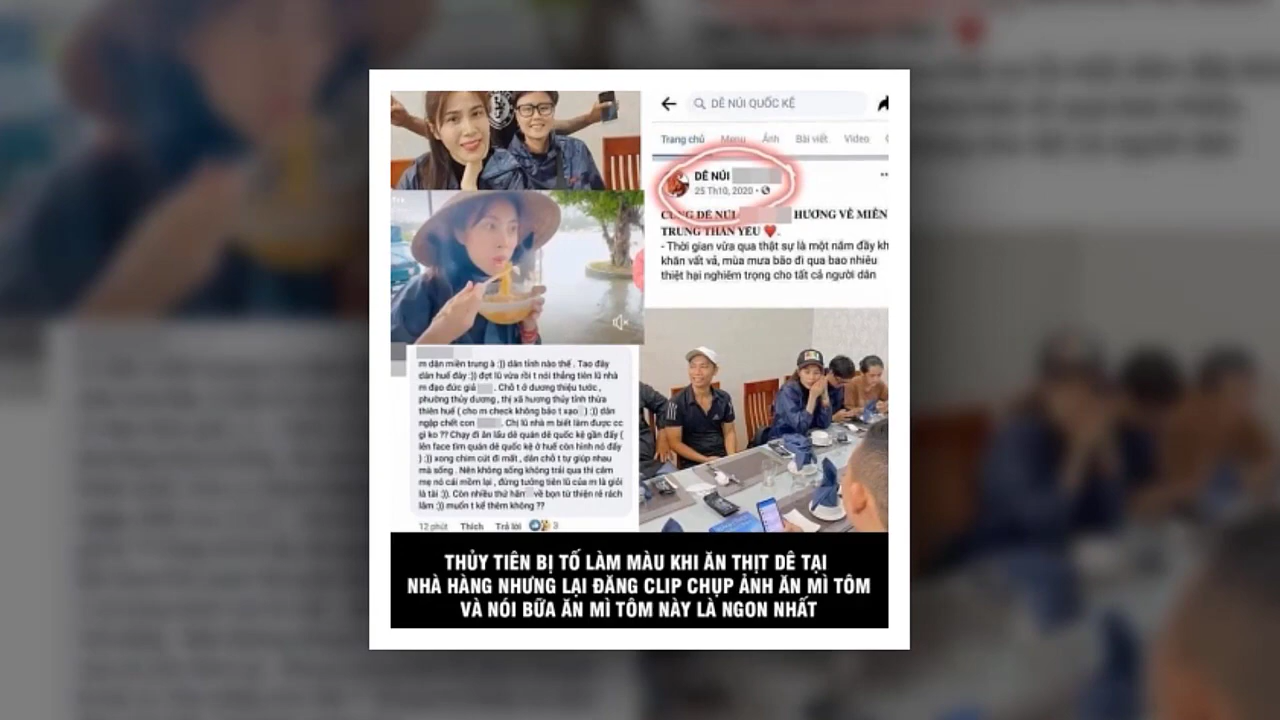 DÊ NÚI QUỐC KỆ
Trang chủ Menu Ảnh Bài viết Video
DÊ NÚI
25 Th10, 2020
CÙNG DÊ NÚI HƯƠNG VỀ MIỀN
TRUNG THÂN YÊU
- Thời gian vừa qua thật sự là một năm đầy kh
khăn vất vả, mùa mưa bão đi qua bao nhiêu
thiệt hại nghiêm trọng cho tất cả người dân
m dân miền trung à :)) dân tỉnh nào thế . Tao đây
dân huế đây :)) đợt lũ vừa rồi t nói thẳng tiên lũ nhà
m đạo đức giả . Chỗ t ở dương thiệu tước ,
phường thủy dương , thị xã hương thủy tỉnh thừa
thiên huế ( cho m check không bảo t xạo ) :)) dân
ngập chết con . Chị lũ nhà m biết làm được cc
gì ko ?? Chạy đi ăn lẩu dê quán dê quốc kệ gần đấy (
lên face tìm quán dê quốc kệ ở huế còn hình nó đấy
) :)) xong chim cút đi mất , dân chỗ t tự giúp nhau
mà sống . Nên không sống không trải qua thì câm
mẹ nó cái mồm lại , đừng tưởng tiên lũ của m là giỏi
là tài :)). Còn nhiều thứ hãn về bọn từ thiện rẻ rách
lắm :)) muốn t kể thêm không ??
12 phút Thích Trả lời 3
THỦY TIÊN BỊ TỐ LÀM MÀU KHI ĂN THỊT DÊ TẠI
NHÀ HÀNG NHƯNG LẠI ĐĂNG CLIP CHỤP ẢNH ĂN MÌ TÔM
VÀ NÓI BỮA ĂN MÌ TÔM NÀY LÀ NGON NHẤT